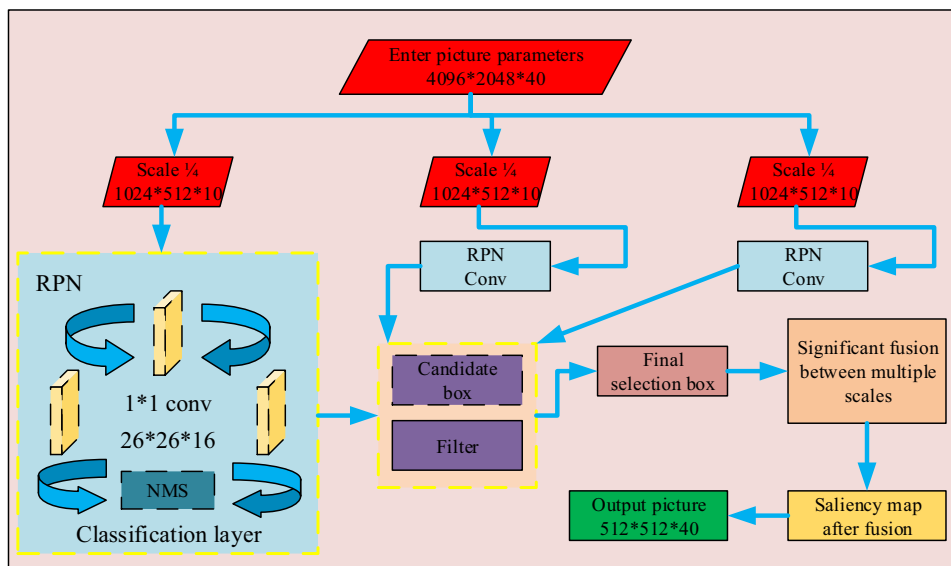 Enter picture parameters
4096*2048*40
Scale ¼
1024*512*10
Scale ¼
1024*512*10
Scale ¼
1024*512*10
RPN
Conv
RPN
Conv
RPN
1*1 conv
26*26*16
NMS
Classification layer
Candidate
box
Filter
Final
selection box
Significant fusion
between multiple
scales
Saliency map
after fusion
Output picture
512*512*40